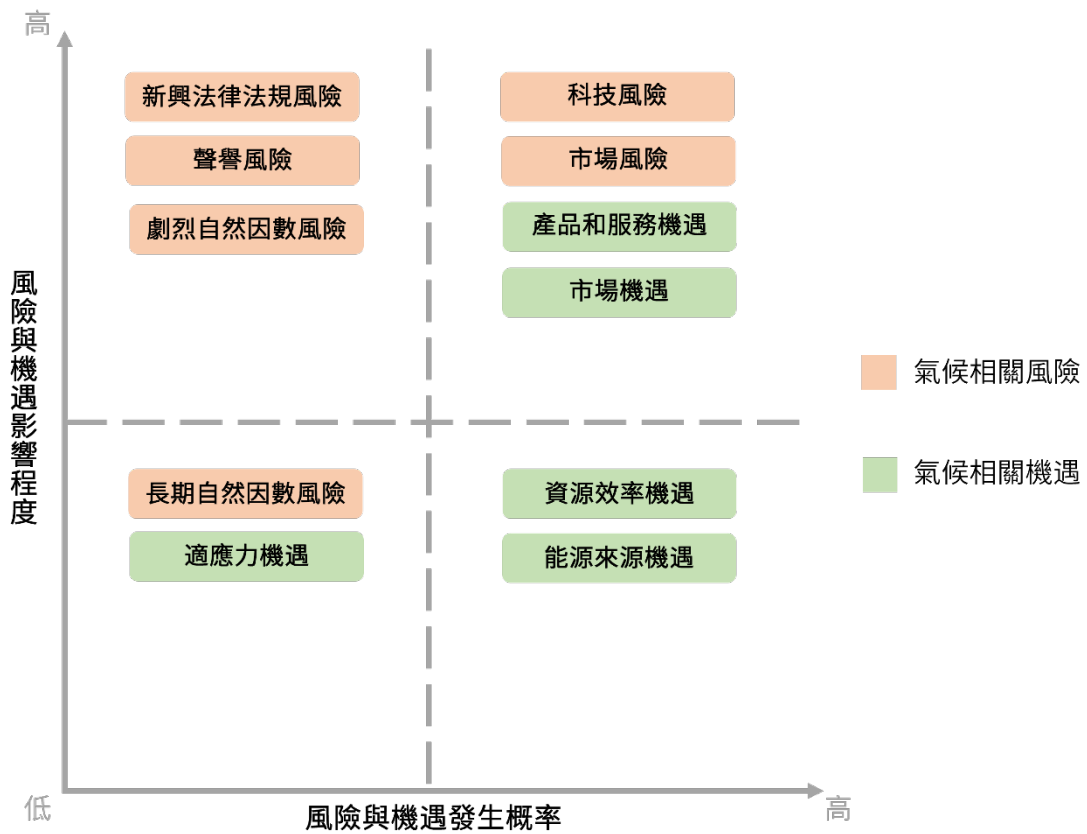 高
新興法律法規風險
聲譽風險
劇烈自然因數風險
科技風險
市場風險
產品和服務機遇
市場機遇
風險與機遇影響程度
氣候相關風險
氣候相關機遇
長期自然因數風險
適應力機遇
資源效率機遇
能源來源機遇
低
風險與機遇發生概率
高